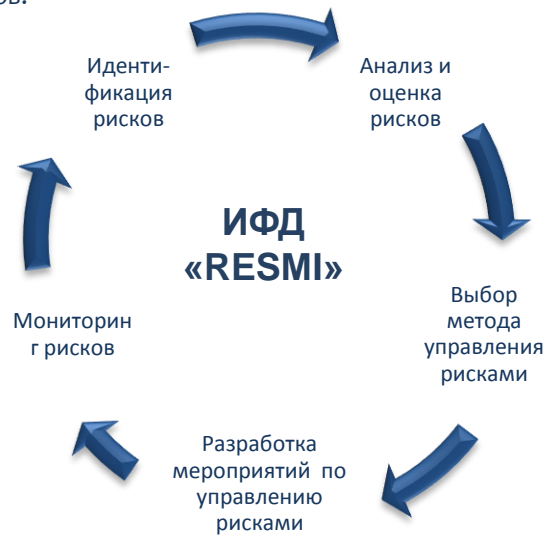 ов.
Иденти-
фикация
рисков
Анализ и
оценка
рисков
ИФД
«RESMI»
Выбор
метода
управления
рисками
Мониторин
г рисков
Разработка
мероприятий по
управлению
рисками